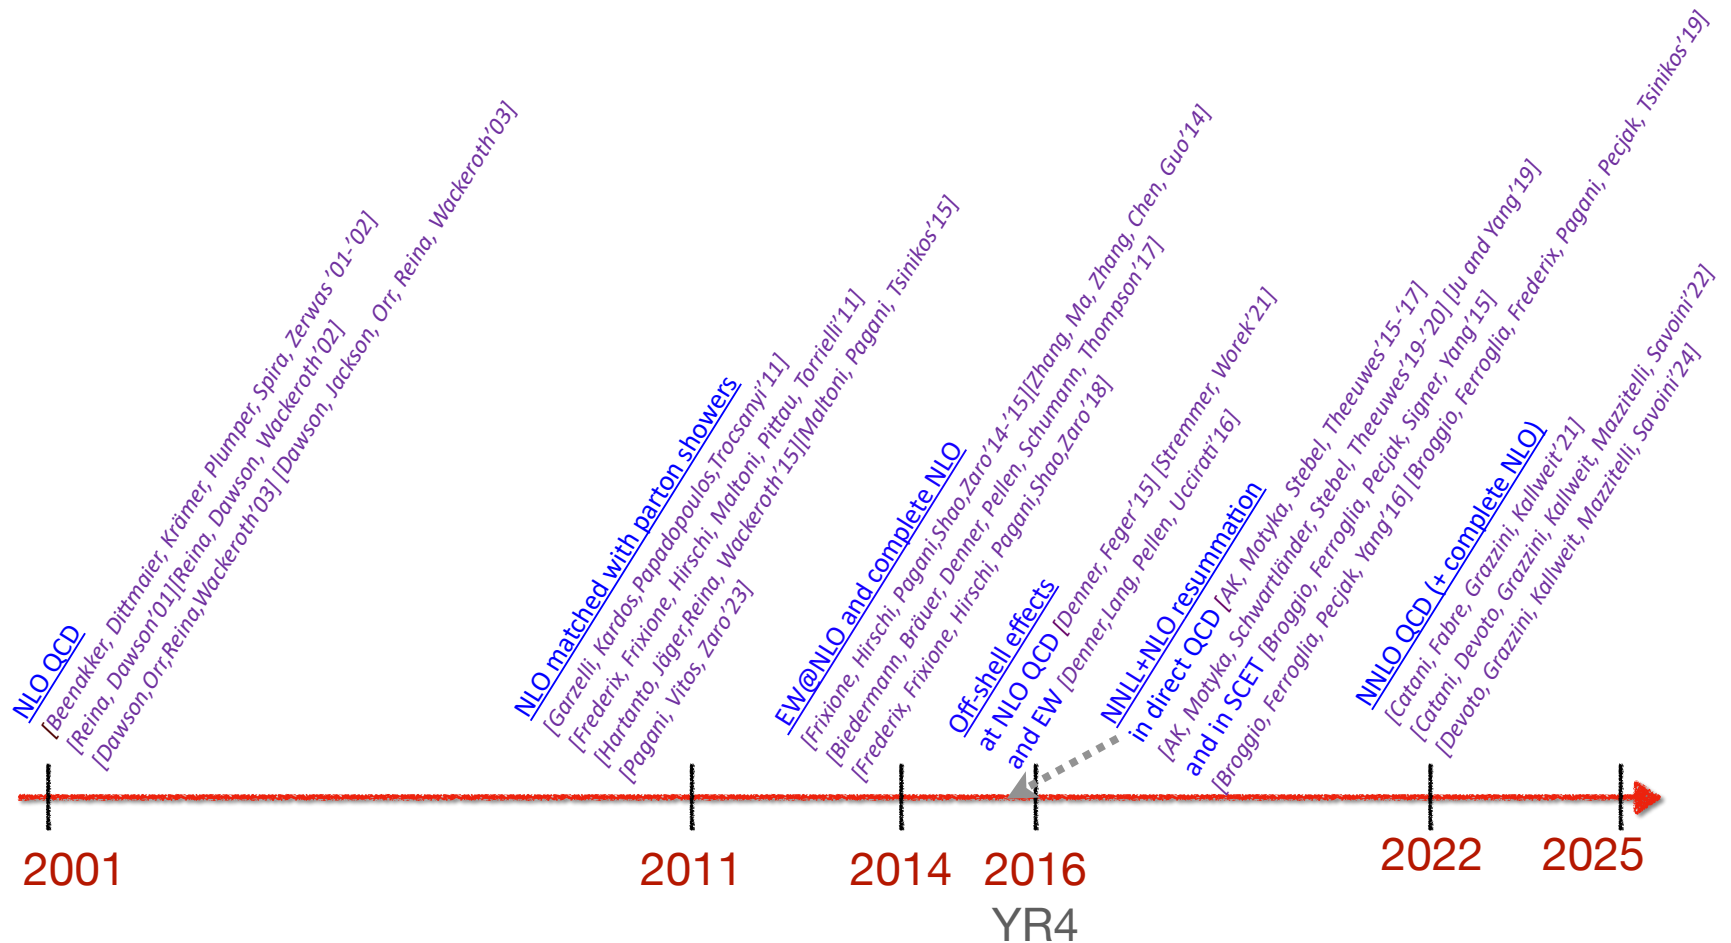 NLO QCD
[Beenakker, Dittmaier, Krämer, Plumper, Spira, Zerwas '01-'02]
[Reina, Dawson'01][Reina, Dawson, Wackeroth'02]
[Dawson,Orr,Reina,Wackeroth'03] [Dawson, Jackson, Orr, Reina, Wackeroth'03]
NLO matched with parton showers
[Garzelli, Kardos,Papadopoulos,Trocsanyi'11]
[Frederix, Frixione, Hirschi, Maltoni, Pittau, Torrielli'11]
[Hartanto, Jäger,Reina, Wackeroth'15][Maltoni, Pagani, Tsinikos'15]
[Pagani, Vitos, Zaro'23]
EW@NLO and complete NLO
[Frixione, Hirschi, Pagani,Shao,Zaro'14-'15][Zhang, Ma, Zhang, Chen, Guo'14]
[Biedermann, Bräuer, Denner, Pellen, Schumann, Thompson'17]
[Frederix, Frixione, Hirschi, Pagani,Shao,Zaro'18]
Off-shell effects
at NLO QCD [Denner, Feger'15] [Stremmer, Worek'21]
and EW [Denner,Lang, Pellen, Uccirati'16]
NNLL+NLO resummation
in direct QCD [AK, Motyka, Stebel, Theeuwes'15-'17]
[AK, Motyka, Schwartländer, Stebel, Theeuwes'19-'20] [Ju and Yang'19]
and in SCET [Broggio, Ferroglia, Pecjak, Signer, Yang'15]
[Broggio, Ferroglia, Pecjak, Yang'16] [Broggio, Ferroglia, Frederix, Pagani, Pecjak, Tsinikos'19]
NNLO QCD (+ complete NLO)
[Catani, Fabre, Grazzini, Kallweit'21]
[Catani, Devoto, Grazzini, Kallweit, Mazzitelli, Savoini'22]
[Devoto, Grazzini, Kallweit, Mazzitelli, Savoini'24]
2001
2011
2014
2016
2022
2025
YR4